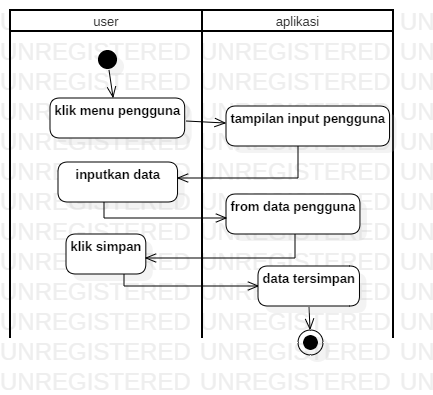 user
aplikasi
klik menu pengguna
tampilan input pengguna
inputkan data
from data pengguna
klik simpan
data tersimpan
UNREGISTERED UNREGISTERED UN